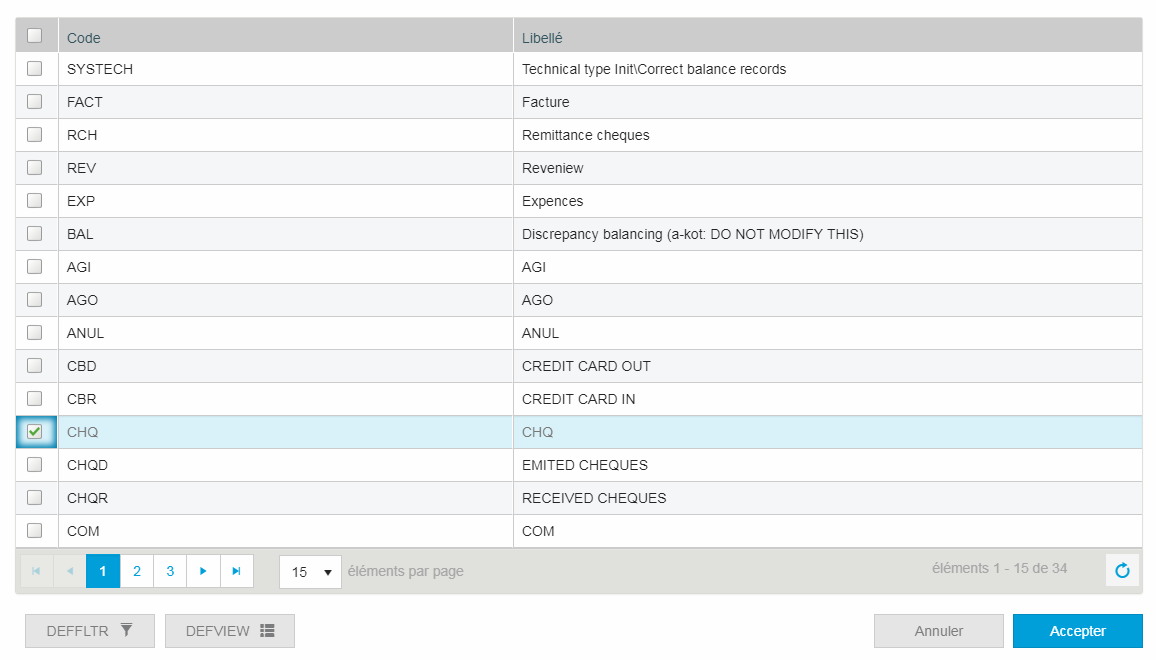 Code Libellé
SYSTECH Technical type Init\Correct balance records
FACT Facture
RCH Remittance cheques
REV Reveniew
EXP Expences
BAL Discrepancy balancing (a-kot: DO NOT MODIFY THIS)
AGI AGI
AGO AGO
ANUL ANUL
CBD CREDIT CARD OUT
CBR CREDIT CARD IN
CHQ CHQ
CHQD EMITED CHEQUES
CHQR RECEIVED CHEQUES
COM COM
1 2 3 15 éléments par page éléments 1 - 15 de 34
DEFFLTR DEFVIEW Annuler Accepter